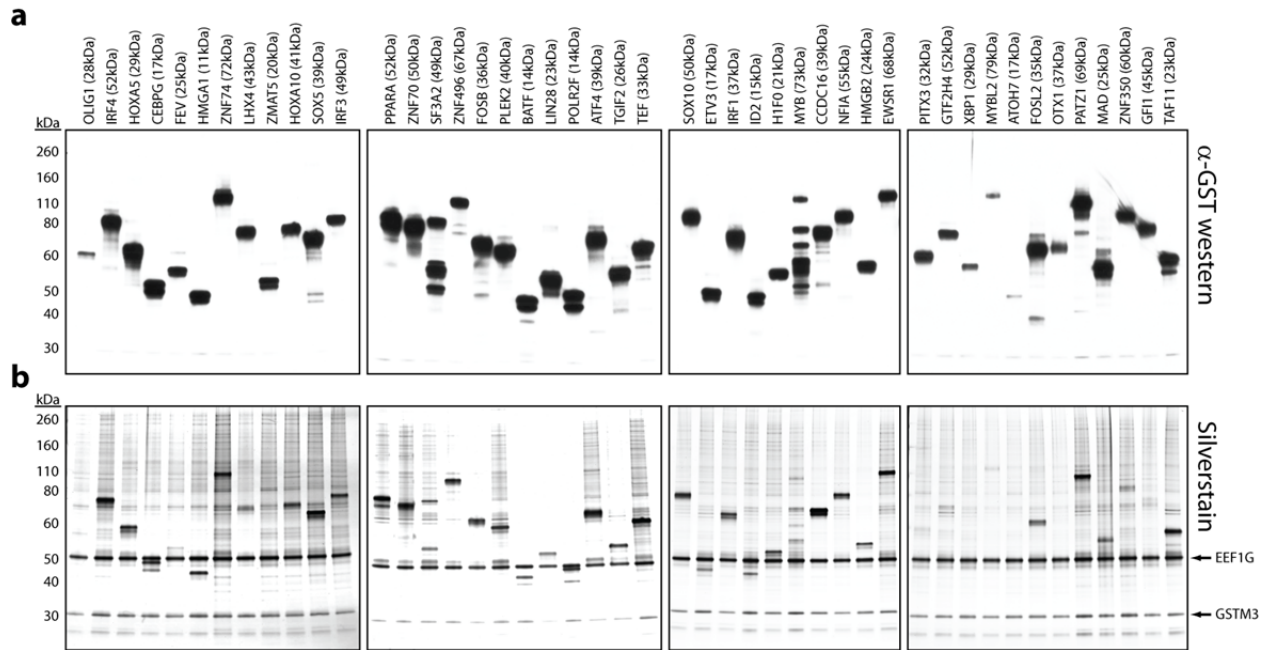 a
OLIG1 (28kDa)
IRF4 (52kDa)
HOXA5 (29kDa)
CEBPG (17kDa)
FEV (25kDa)
HMGA1 (11kDa)
ZNF74 (72kDa)
LHX4 (43kDa)
ZMAT5 (20kDa)
HOXA10 (41kDa)
SOX5 (39kDa)
IRF3 (49kDa)
PPARA (52kDa)
ZNF70 (50kDa)
SF3A2 (49kDa)
ZNF496 (67kDa)
FOSB (36kDa)
PLEK2 (40kDa)
BATF (14kDa)
LIN28 (23kDa)
POLR2F (14kDa)
ATF4 (39kDa)
TGIF2 (26kDa)
TEF (33kDa)
SOX10 (50kDa)
ETV3 (17kDa)
IRF1 (37kDa)
ID2 (15kDa)
H1F0 (21kDa)
MYB (73kDa)
CCDC16 (39kDa)
NFIA (55kDa)
HMGB2 (24kDa)
EWSR1 (68kDa)
PITX3 (32kDa)
GTF2H4 (52kDa)
XBP1 (29kDa)
MYBL2 (79kDa)
ATOH7 (17kDa)
FOSL2 (35kDa)
OTX1 (37kDa)
PATZ1 (69kDa)
MAD (25kDa)
ZNF350 (60kDa)
GFI1 (45kDa)
TAF11 (23kDa)
kDa
260
160
110
80
60
50
40
30
α-GST western
b
kDa
260
160
110
80
60
50
40
30
Silverstain
EEF1G
GSTM3